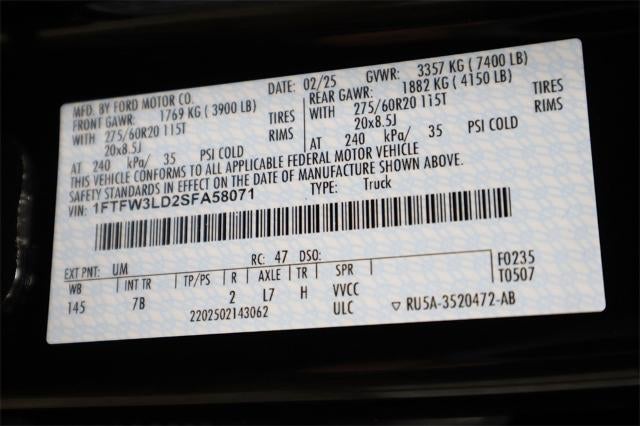 MFD. BY FORD MOTOR CO. DATE: 02/25 GVWR: 3357 KG ( 7400 LB)
FRONT GAWR: 1769 KG ( 3900 LB) REAR GAWR: 1882 KG ( 4150 LB)
WITH 275/60R20 115T TIRES WITH 275/60R20 115T TIRES
20x8.5J RIMS 20x8.5J RIMS
AT 240 kPa/ 35 PSI COLD AT 240 kPa/ 35 PSI COLD
THIS VEHICLE CONFORMS TO ALL APPLICABLE FEDERAL MOTOR VEHICLE
SAFETY STANDARDS IN EFFECT ON THE DATE OF MANUFACTURE SHOWN ABOVE.
VIN: 1FTFW3LD2SFA58071 TYPE: Truck
EXT PNT: UM RC: 47 DSO: F0235
WB INT TR TP/PS R AXLE TR SPR T0507
145 7B 2 L7 H VVCC
2202502143062 ULC ▽ RU5A-3520472-AB